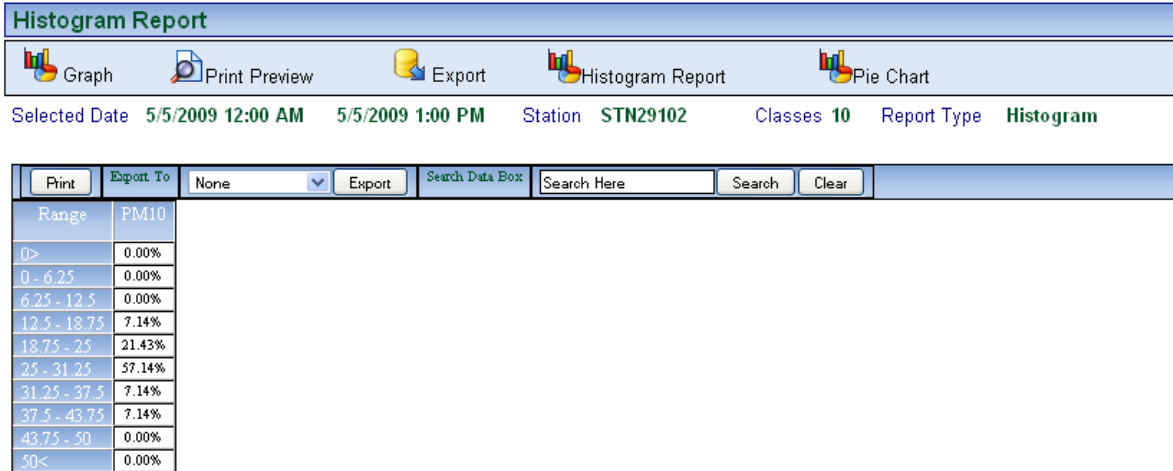 Histogram Report
Graph Print Preview Export Histogram Report Pie Chart
Selected Date 5/5/2009 12:00 AM 5/5/2009 1:00 PM Station STN29102 Classes 10 Report Type Histogram
Print Export To None Export Search Data Box Search Here Search Clear
Range PM10
0> 0.00%
0 - 6.25 0.00%
6.25 - 12.5 0.00%
12.5 - 18.75 7.14%
18.75 - 25 21.43%
25 - 31.25 57.14%
31.25 - 37.5 7.14%
37.5 - 43.75 7.14%
43.75 - 50 0.00%
50< 0.00%